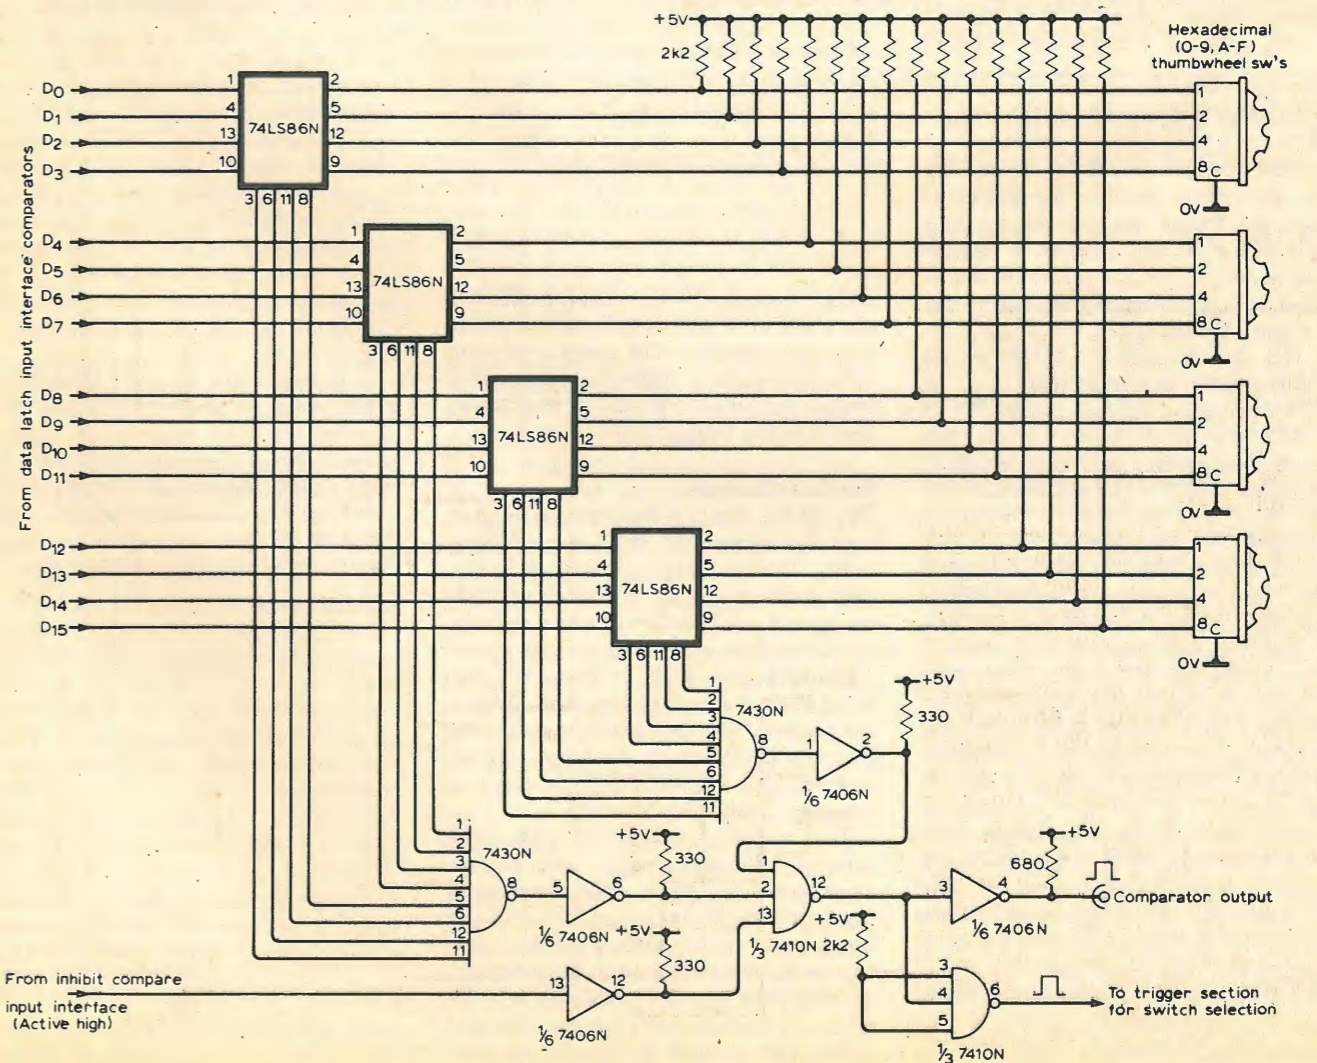 +5V
2k2
Hexadecimal
(0-9, A-F)
thumbwheel sw's
From data latch input interface comparators
D0
D1
D2
D3
1
4
13
10
74LS86N
2
5
12
9
3 6 11 8
1
2
4
8 C
0V
D4
D5
D6
D7
1
4
13
10
74LS86N
2
5
12
9
3 6 11 8
1
2
4
8 C
0V
D8
D9
D10
D11
1
4
13
10
74LS86N
2
5
12
9
3 6 11 8
1
2
4
8 C
0V
D12
D13
D14
D15
1
4
13
10
74LS86N
2
5
12
9
3 6 11 8
1
2
4
8 C
0V
1
2
3
4
5
6
12
11
7430N
8
1
2
1/6 7406N
+5V
330
1
2
3
4
5
6
12
11
7430N
8
5
6
1/6 7406N
+5V
330
1
2
13
12
1/3 7410N
3
4
1/6 7406N
+5V
680
Comparator output
From inhibit compare
input interface
(Active high)
13
12
1/6 7406N
+5V
330
+5V
2k2
3
4
5
6
1/3 7410N
To trigger section
for switch selection